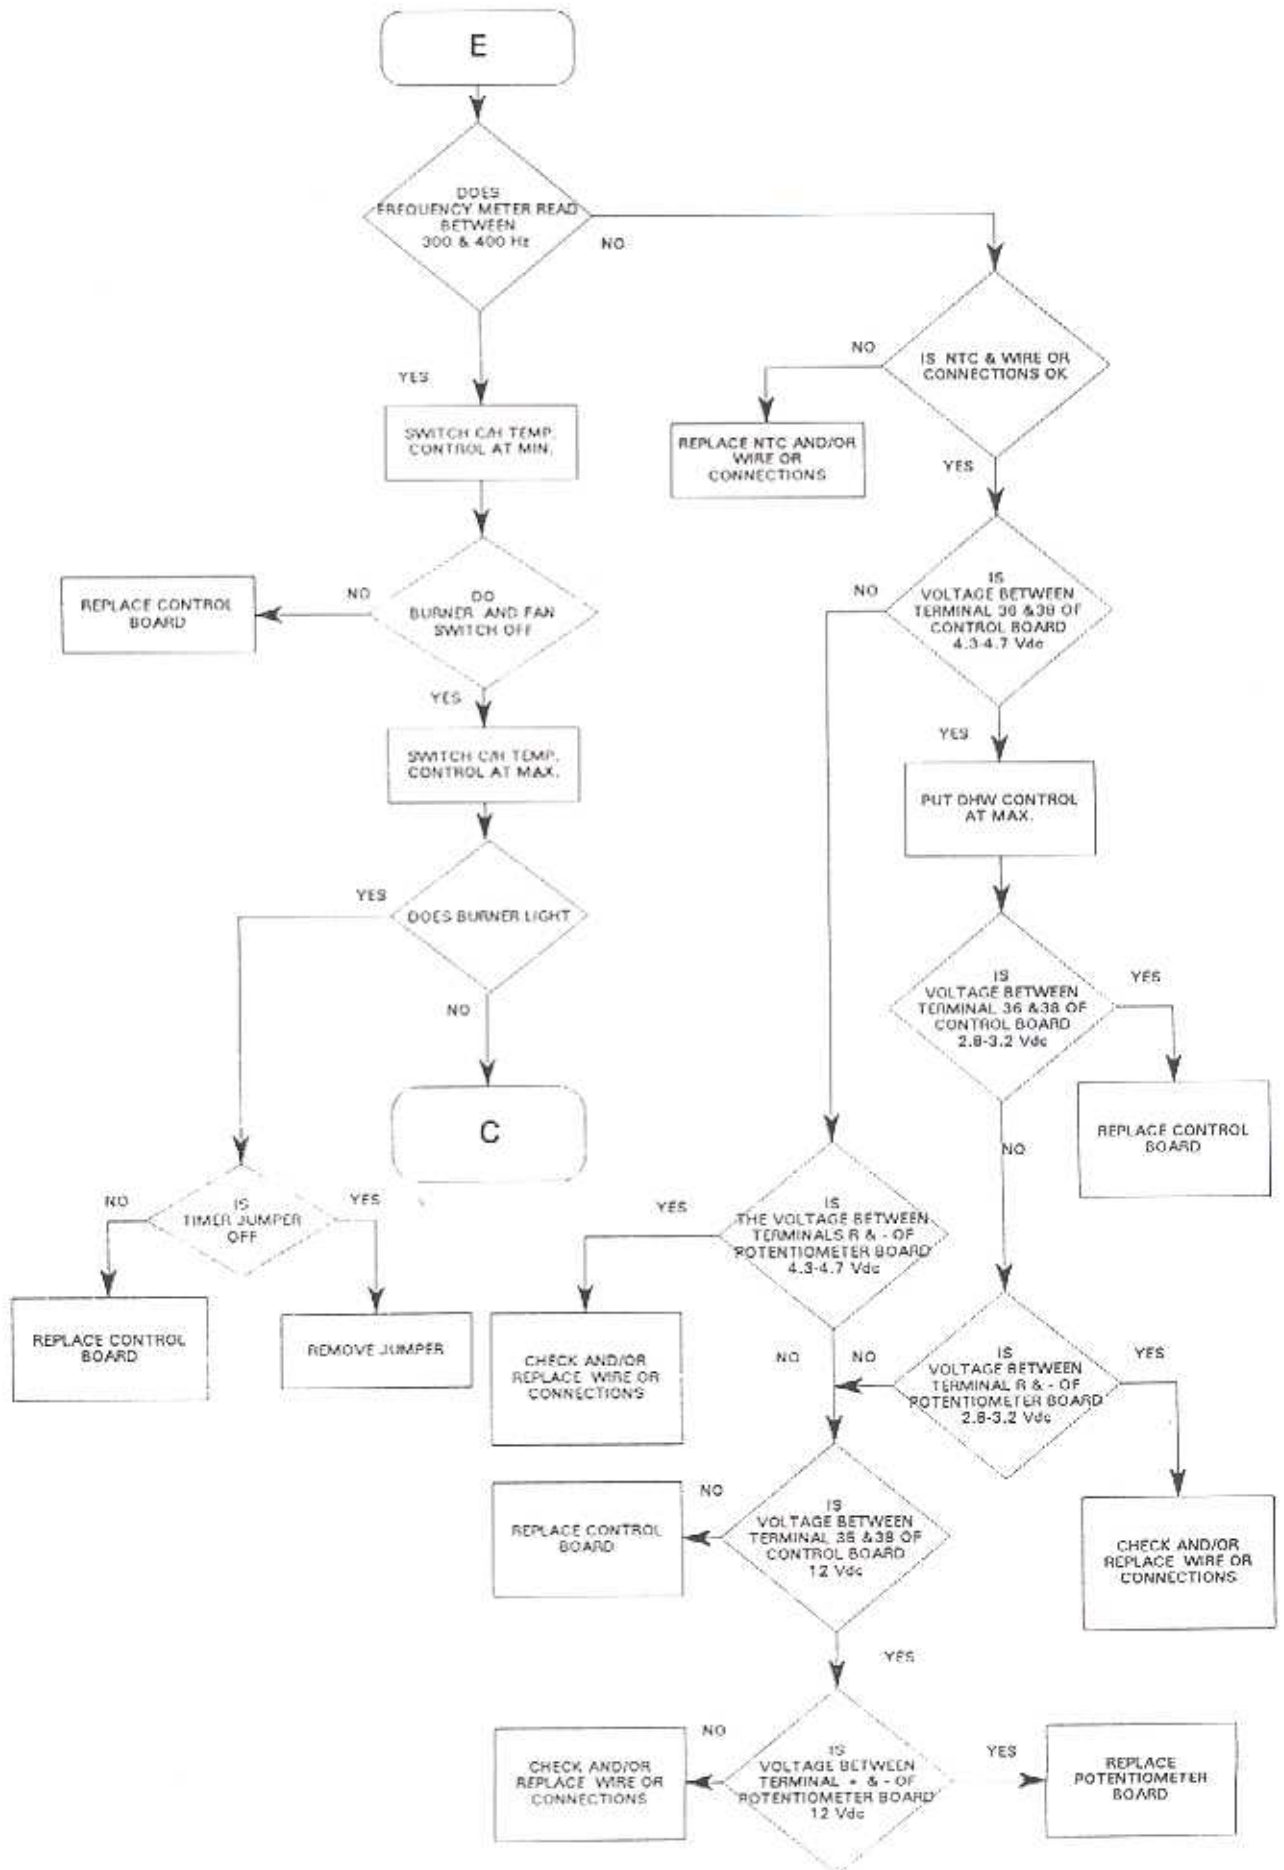 E
DOES
FREQUENCY METER READ
BETWEEN
300 & 400 Hz
NO
YES
NO
IS NTC & WIRE OR
CONNECTIONS OK
SWITCH C/H TEMP.
CONTROL AT MIN.
REPLACE NTC AND/OR
WIRE OR
CONNECTIONS
YES
REPLACE CONTROL
BOARD
NO
DO
BURNER AND FAN
SWITCH OFF
NO
IS
VOLTAGE BETWEEN
TERMINAL 36 &38 OF
CONTROL BOARD
4.3-4.7 Vdc
YES
YES
SWITCH C/H TEMP.
CONTROL AT MAX.
PUT DHW CONTROL
AT MAX.
YES
DOES BURNER LIGHT
NO
IS
VOLTAGE BETWEEN
TERMINAL 36 &38 OF
CONTROL BOARD
2.8-3.2 Vdc
YES
C
REPLACE CONTROL
BOARD
NO
NO
IS
TIMER JUMPER
OFF
YES
YES
IS
THE VOLTAGE BETWEEN
TERMINALS R & - OF
POTENTIOMETER BOARD
4.3-4.7 Vdc
REPLACE CONTROL
BOARD
REMOVE JUMPER
CHECK AND/OR
REPLACE WIRE OR
CONNECTIONS
NO
NO
IS
VOLTAGE BETWEEN
TERMINAL R & - OF
POTENTIOMETER BOARD
2.8-3.2 Vdc
YES
REPLACE CONTROL
BOARD
NO
IS
VOLTAGE BETWEEN
TERMINAL 36 &38 OF
CONTROL BOARD
12 Vdc
CHECK AND/OR
REPLACE WIRE OR
CONNECTIONS
YES
CHECK AND/OR
REPLACE WIRE OR
CONNECTIONS
NO
IS
VOLTAGE BETWEEN
TERMINAL + & - OF
POTENTIOMETER BOARD
12 Vdc
YES
REPLACE
POTENTIOMETER
BOARD